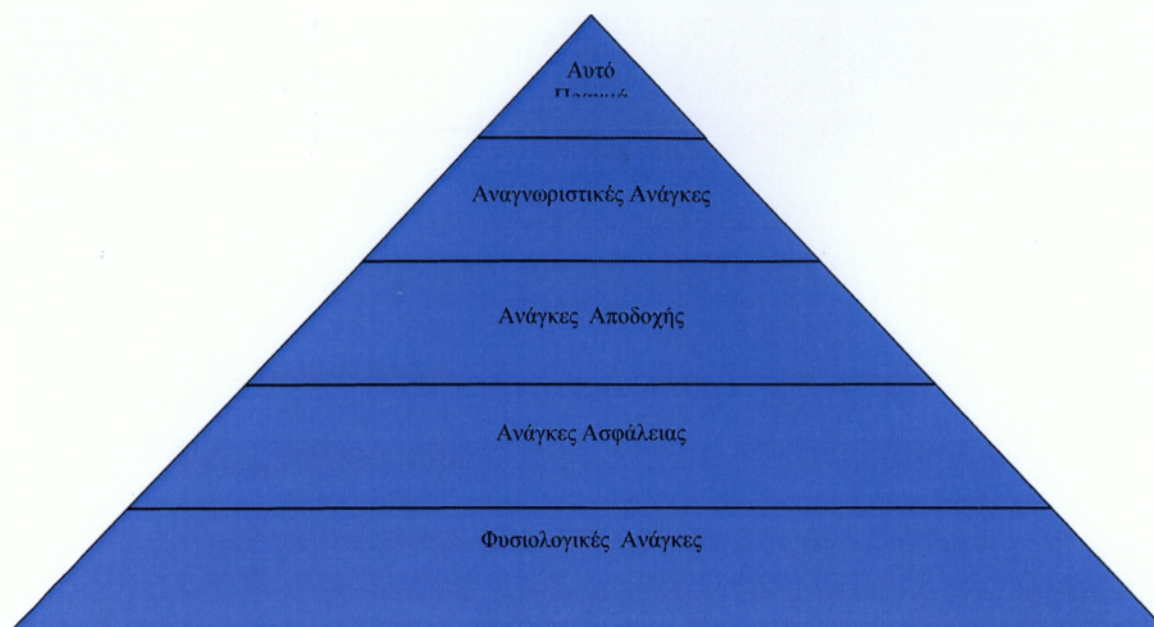 Αυτό
Αναγνωριστικές Ανάγκες
Ανάγκες Αποδοχής
Ανάγκες Ασφάλειας
Φυσιολογικές Ανάγκες